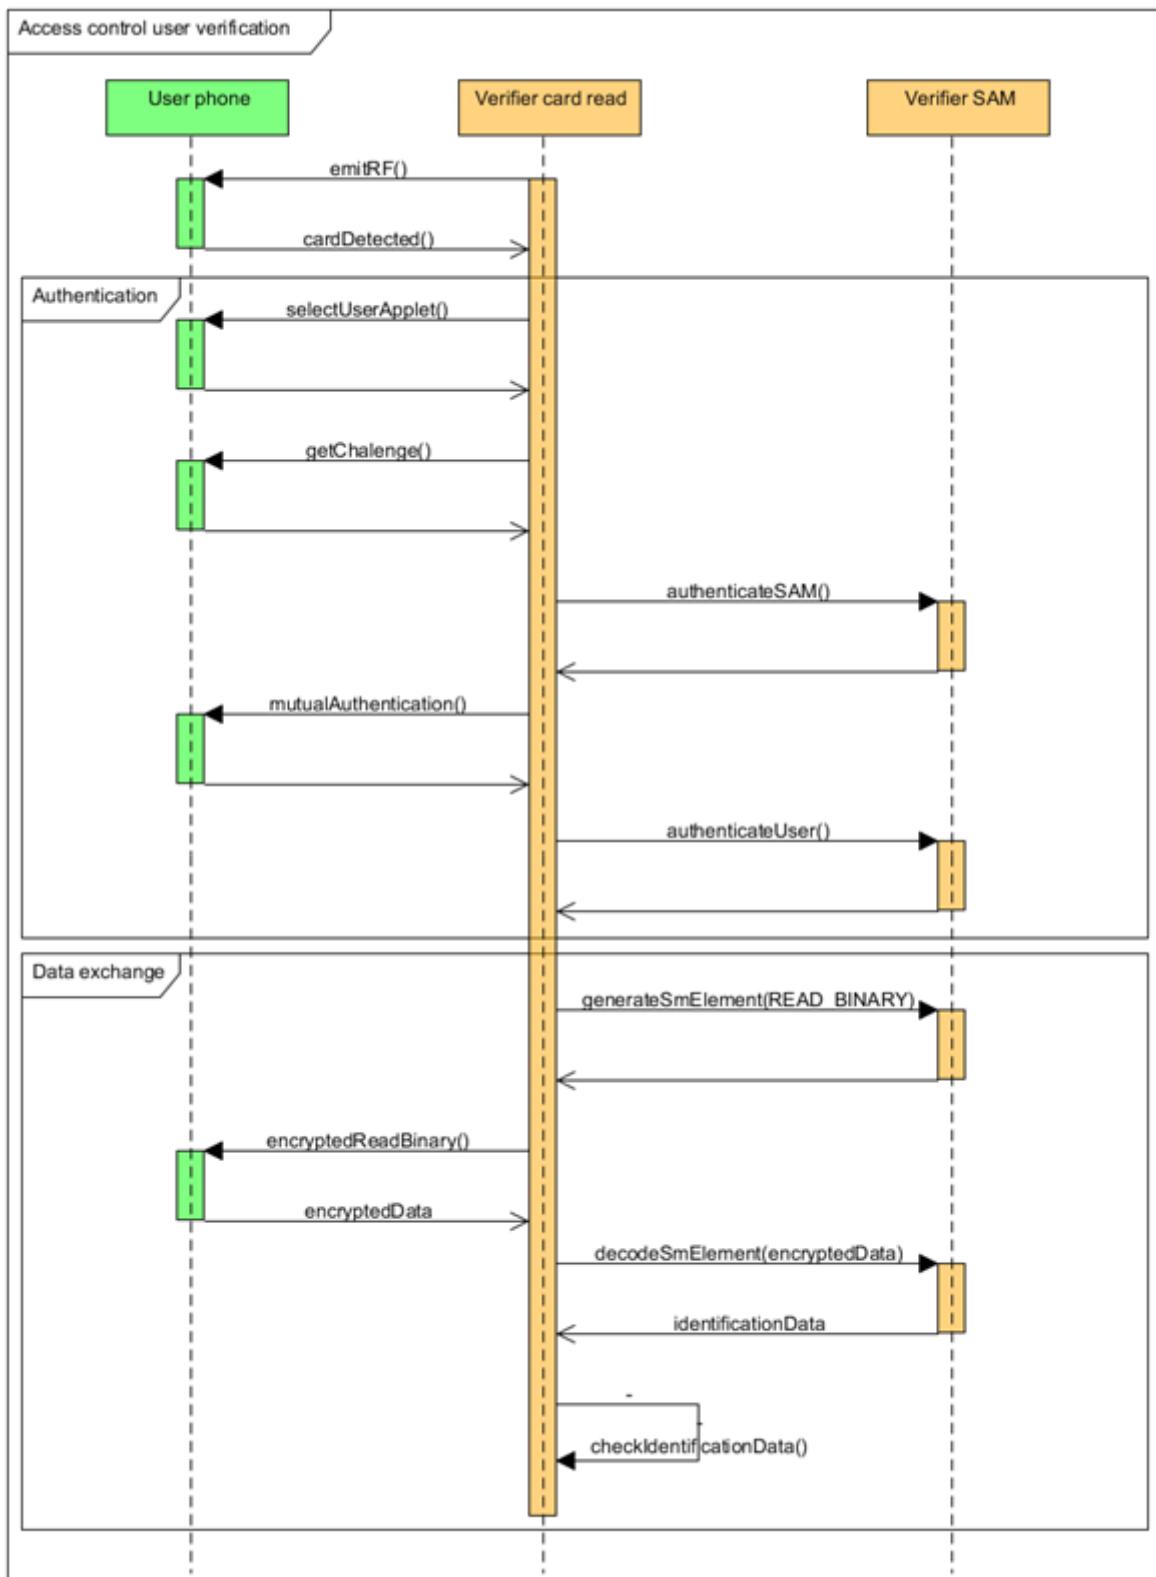 Access control user verification
User phone
Verifier card read
Verifier SAM
emitRF()
cardDetected()
Authentication
selectUserApplet()
getChalenge()
authenticateSAM()
mutualAuthentication()
authenticateUser()
Data exchange
generateSmElement(READ_BINARY)
encryptedReadBinary()
encryptedData
decodeSmElement(encryptedData)
identificationData
-
-
checkIdentificationData()